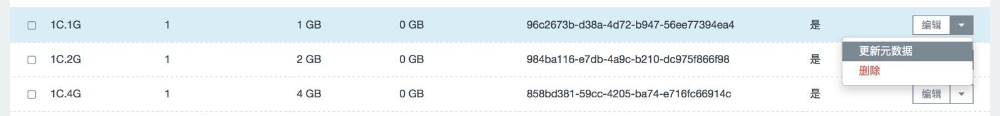 1C.1G 1 1 GB 0 GB 96c2673b-d38a-4d72-b947-56ee77394ea4 是 编辑
更新元数据
1C.2G 1 2 GB 0 GB 984ba116-e7db-4a9c-b210-dc975f866f98 是
删除
1C.4G 1 4 GB 0 GB 858bd381-59cc-4205-ba74-e716fc66914c 是 编辑